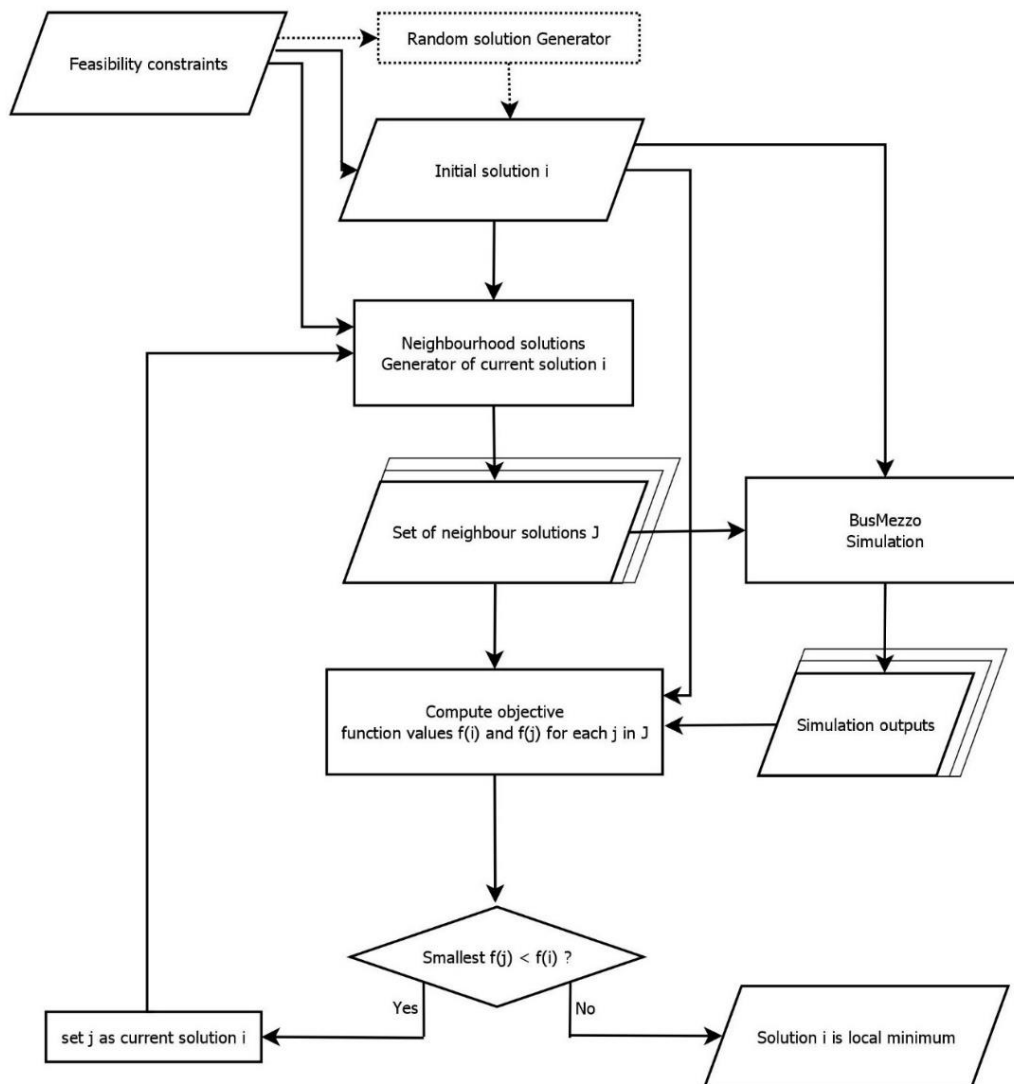 Random solution Generator
Feasibility constraints
Initial solution i
Neighbourhood solutions
Generator of current solution i
Set of neighbour solutions J
BusMezzo
Simulation
Compute objective
function values f(i) and f(j) for each j in J
Simulation outputs
Smallest f(j) < f(i) ?
Yes
No
set j as current solution i
Solution i is local minimum